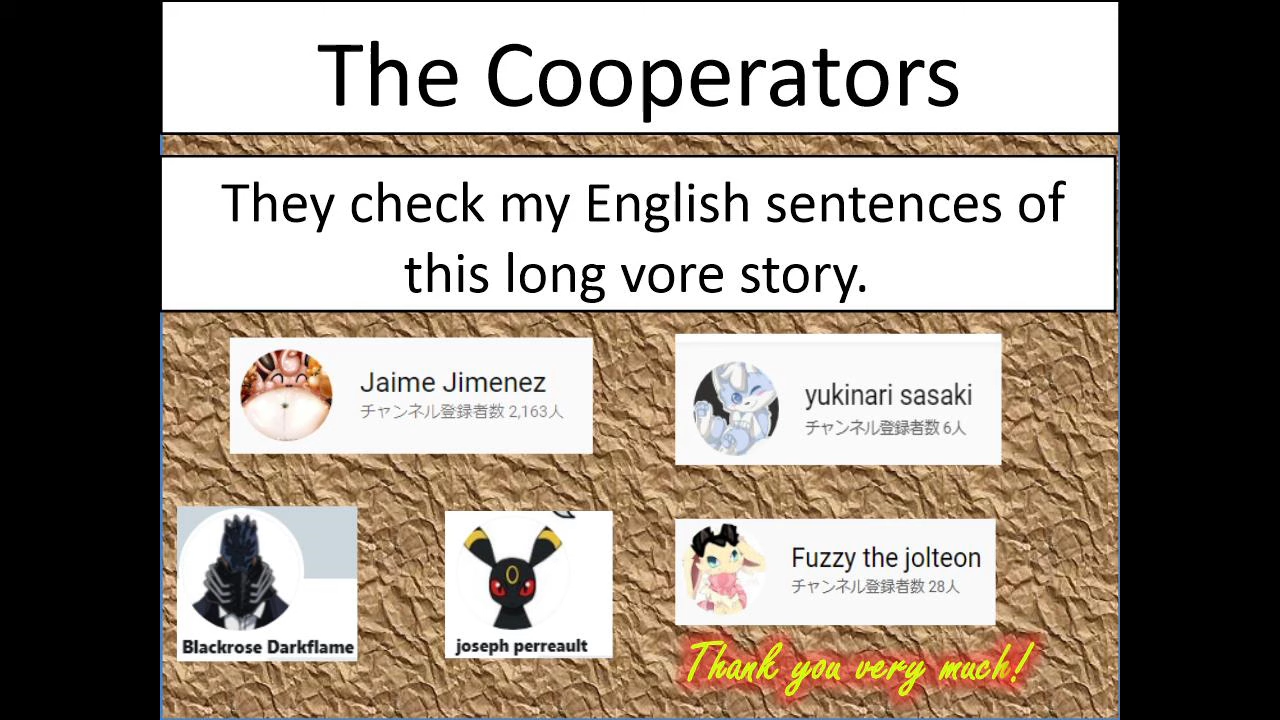 The Cooperators
They check my English sentences of
this long vore story.
Jaime Jimenez
チャンネル登録者数 2,163人
yukinari sasaki
チャンネル登録者数 6人
Blackrose Darkflame
joseph perreault
Fuzzy the jolteon
チャンネル登録者数 28人
Thank you very much!